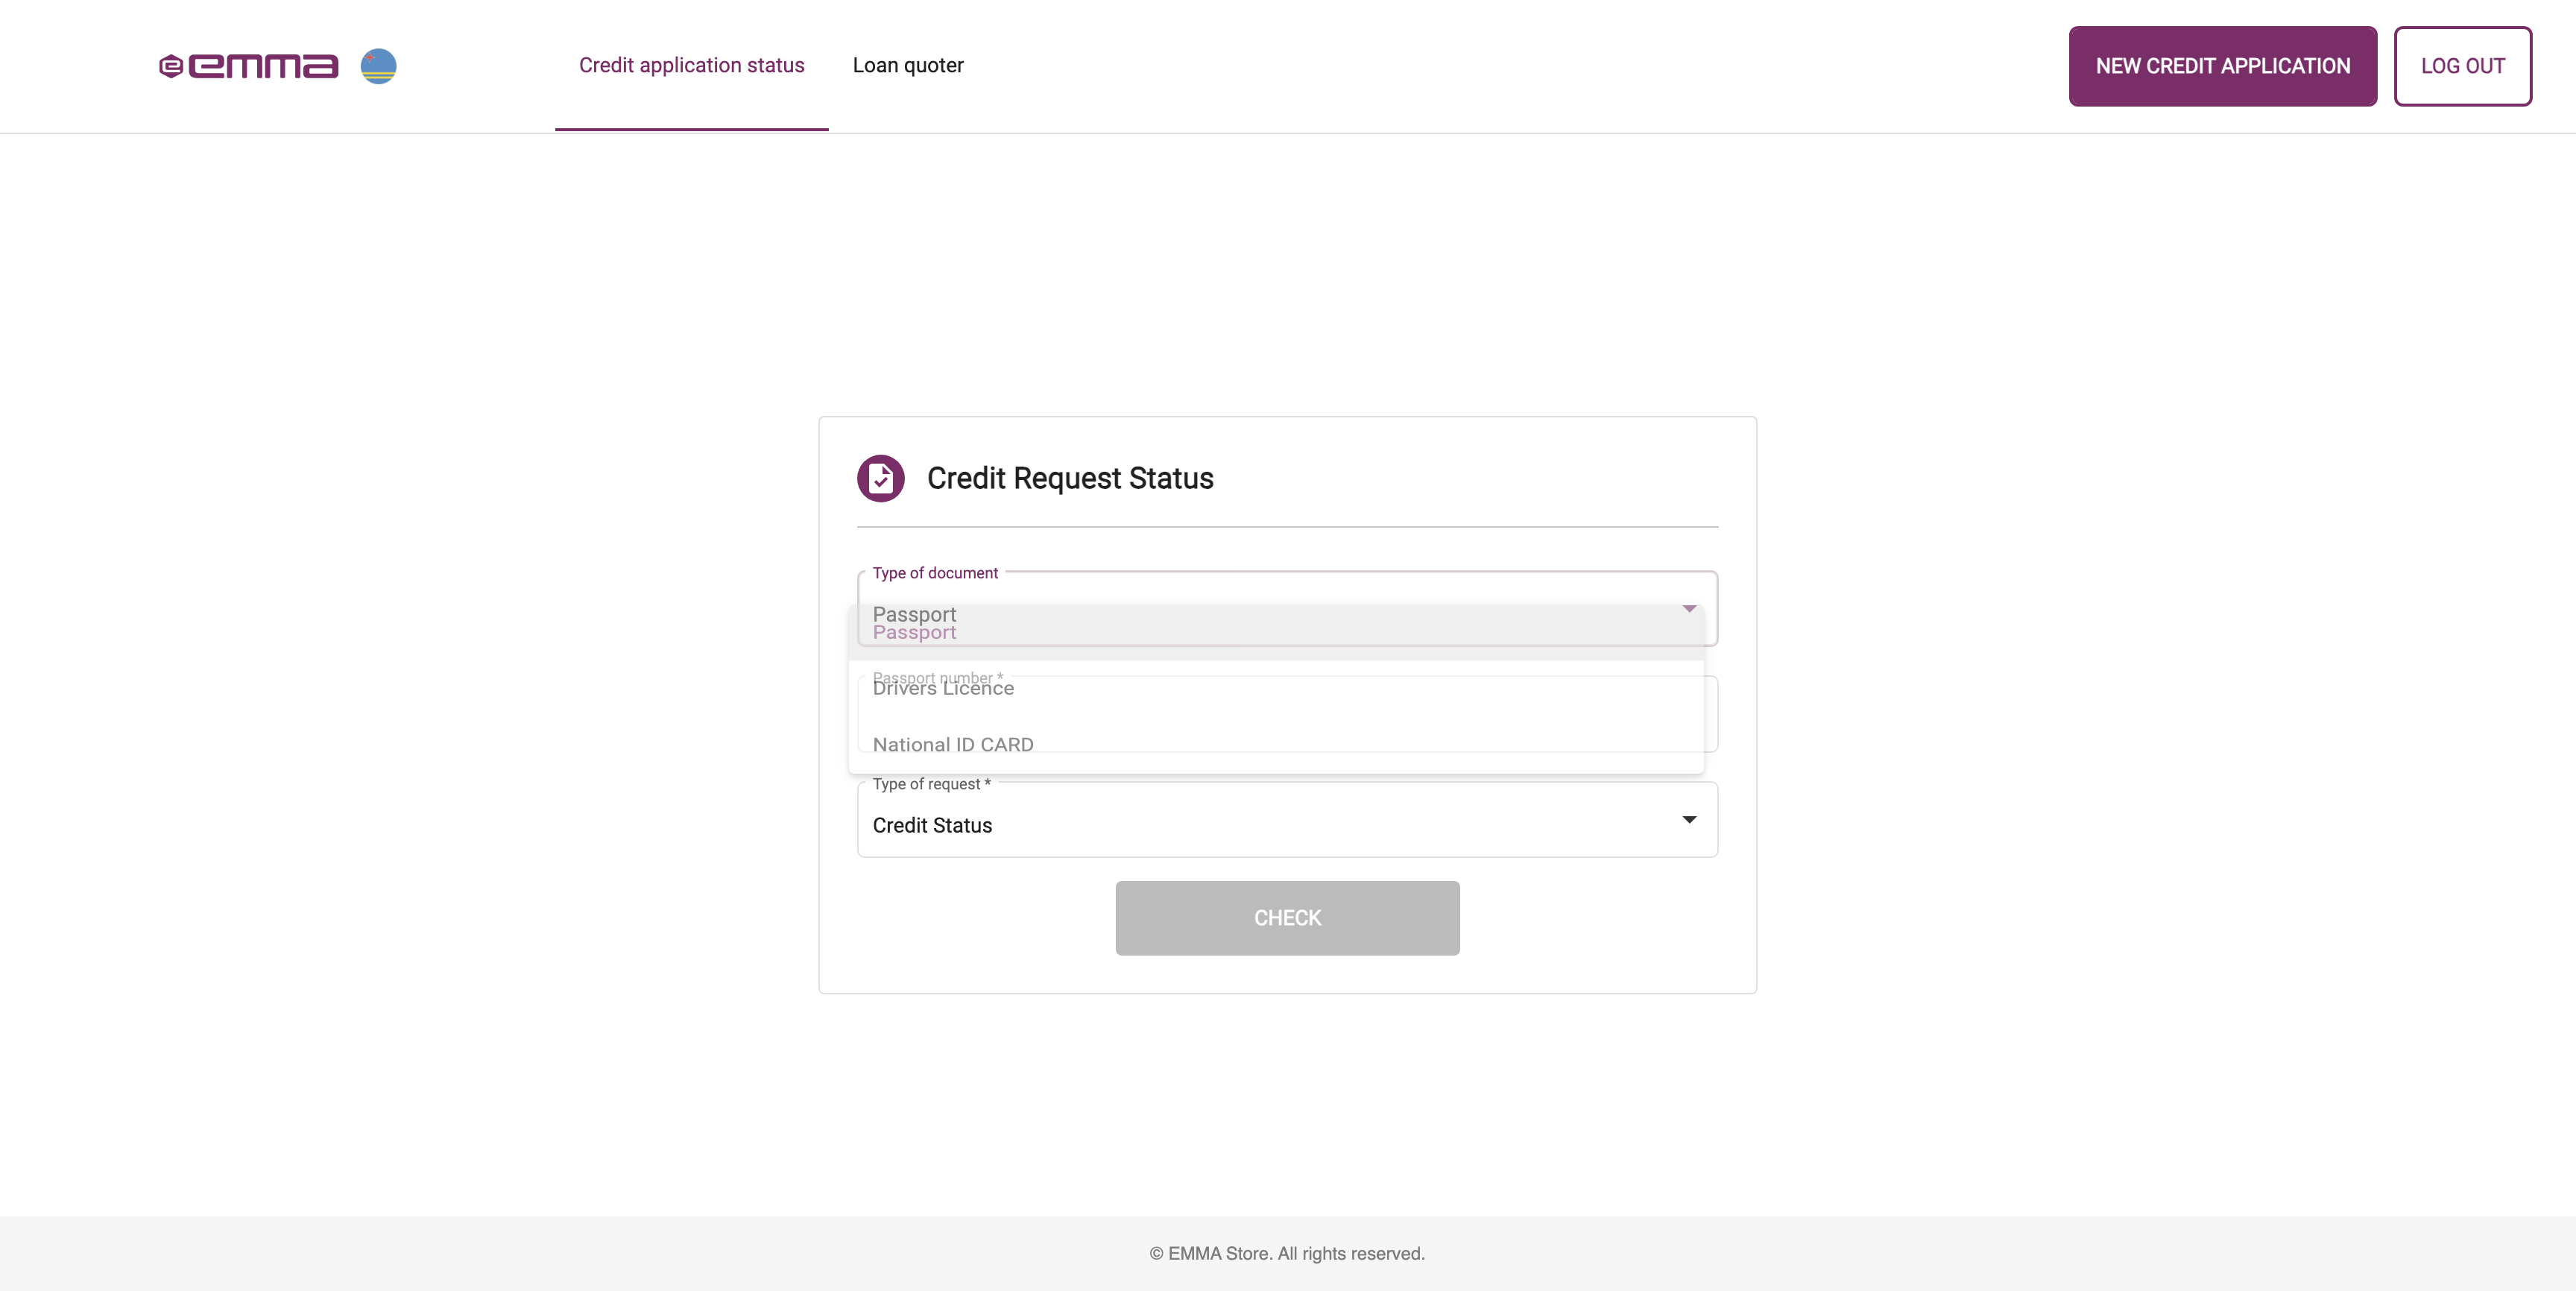 emma
Credit application status
Loan quoter
NEW CREDIT APPLICATION
LOG OUT
Credit Request Status
Type of document
Passport
Passport
Passport number *
Drivers Licence
National ID CARD
Type of request *
Credit Status
CHECK
© EMMA Store. All rights reserved.